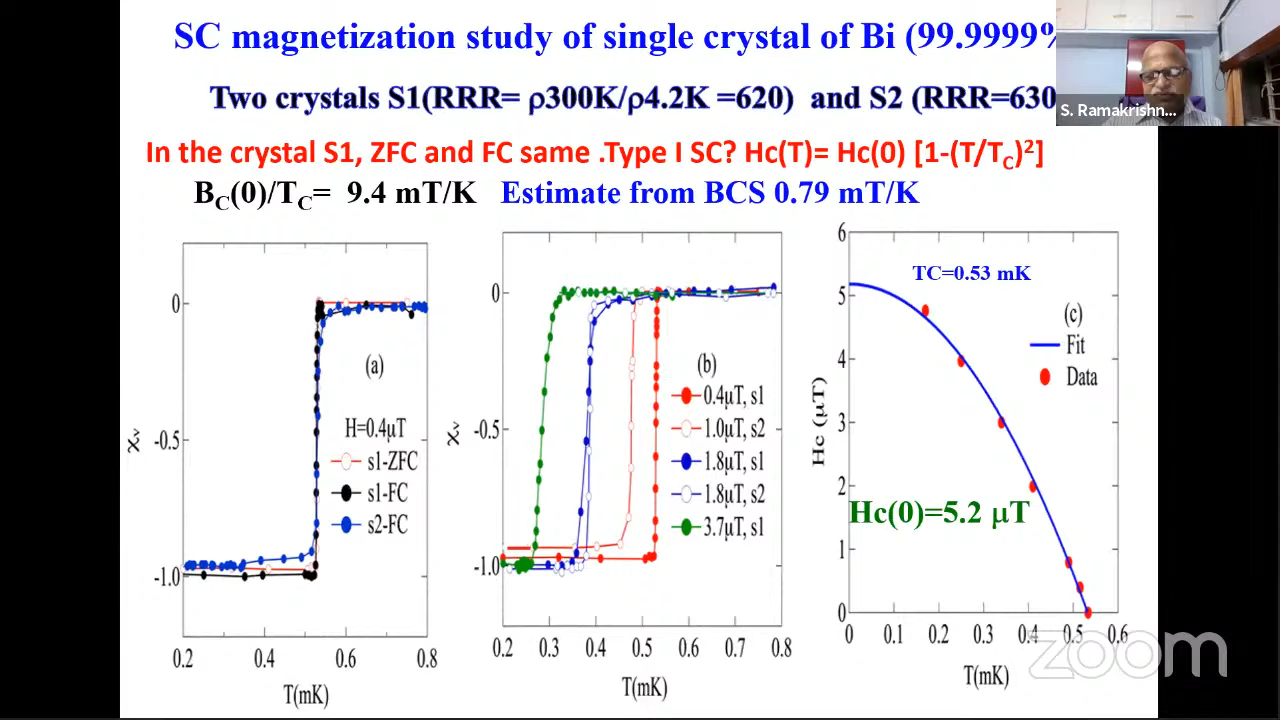 SC magnetization study of single crystal of Bi (99.9999%
Two crystals S1(RRR= ρ300K/ρ4.2K =620) and S2 (RRR=630
S. Ramakrishn...
In the crystal S1, ZFC and FC same .Type I SC? Hc(T)= Hc(0) [1-(T/TC)2]
BC(0)/TC= 9.4 mT/K Estimate from BCS 0.79 mT/K
0
-0.5
-1.0
χv
(a)
H=0.4μT
s1-ZFC
s1-FC
s2-FC
0.2 0.4 0.6 0.8
T(mK)
0
-0.5
-1.0
χv
(b)
0.4μT, s1
1.0μT, s2
1.8μT, s1
1.8μT, s2
3.7μT, s1
0.2 0.3 0.4 0.5 0.6 0.7 0.8
T(mK)
6
5
4
3
2
1
0
Hc (μT)
TC=0.53 mK
(c)
Fit
Data
Hc(0)=5.2 μT
0 0.1 0.2 0.3 0.4 0.5 0.6
T(mK)
zoom